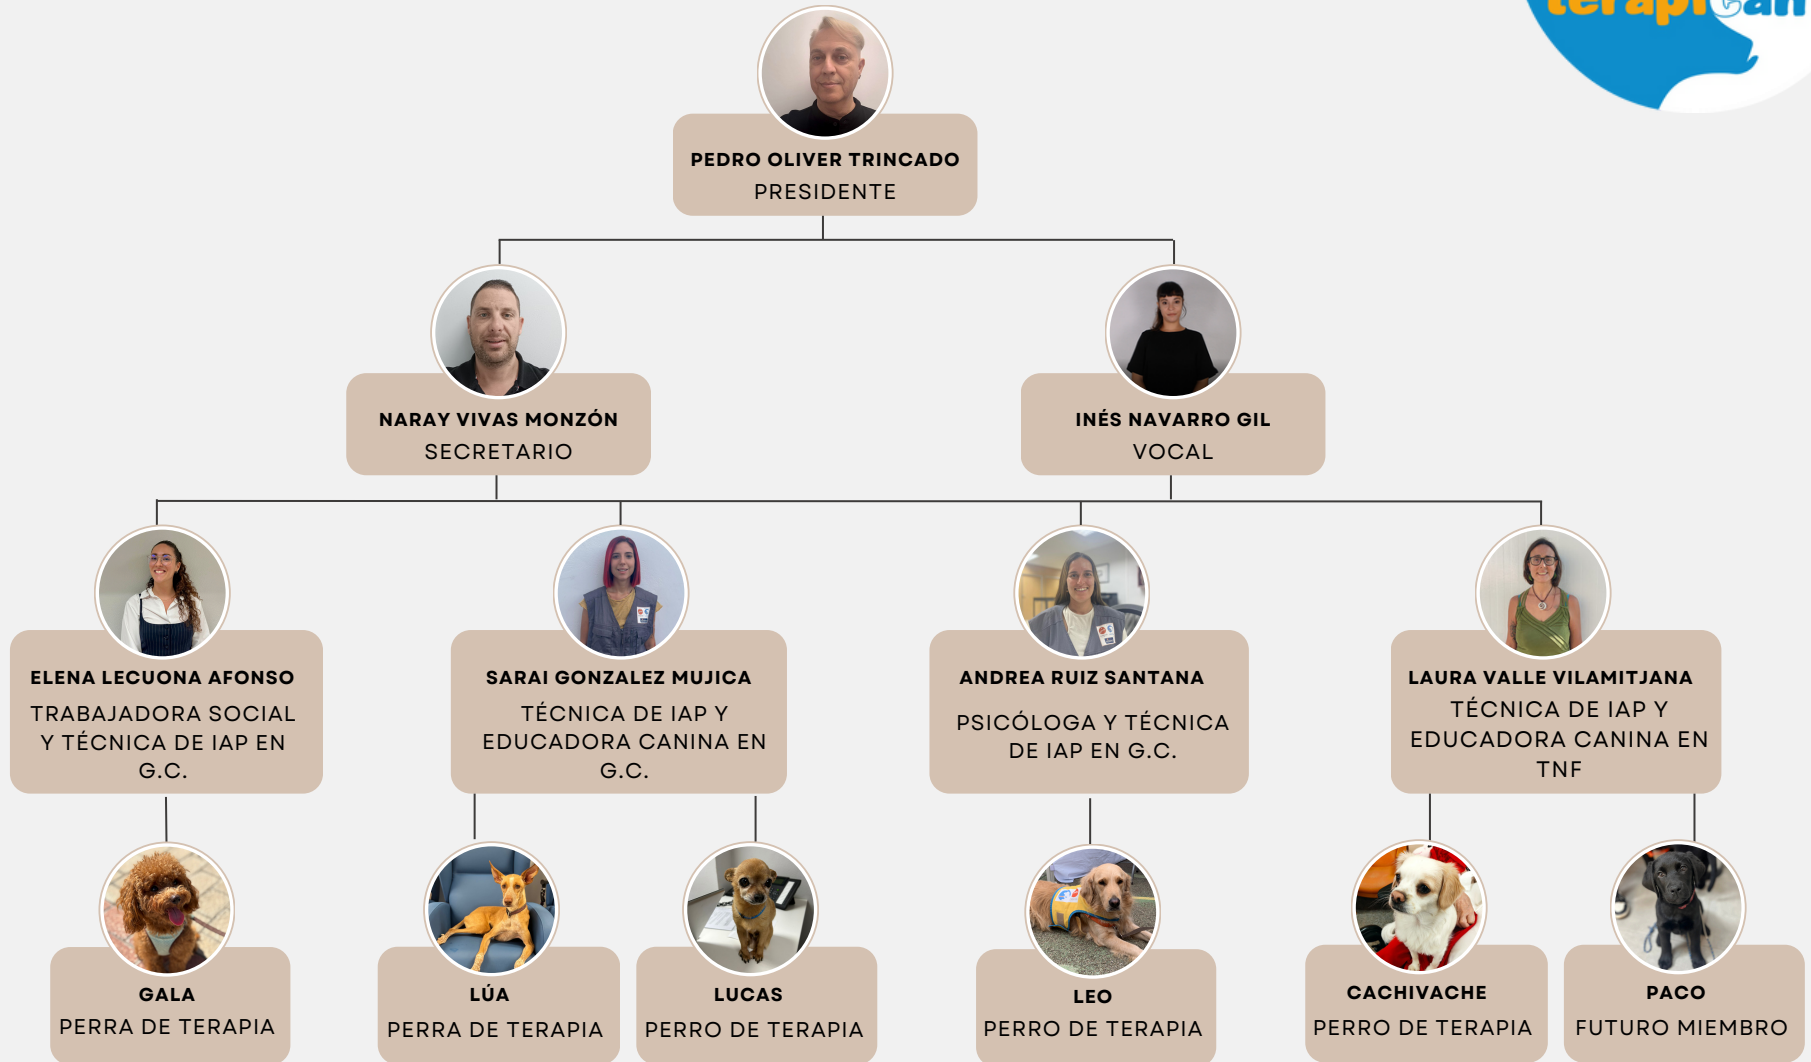 terapican
PEDRO OLIVER TRINCADO
PRESIDENTE
NARAY VIVAS MONZÓN
SECRETARIO
INÉS NAVARRO GIL
VOCAL
ELENA LECUONA AFONSO
TRABAJADORA SOCIAL
Y TÉCNICA DE IAP EN
G.C.
SARAI GONZALEZ MUJICA
TÉCNICA DE IAP Y
EDUCADORA CANINA EN
G.C.
ANDREA RUIZ SANTANA
PSICÓLOGA Y TÉCNICA
DE IAP EN G.C.
LAURA VALLE VILAMITJANA
TÉCNICA DE IAP Y
EDUCADORA CANINA EN
TNF
GALA
PERRA DE TERAPIA
LÚA
PERRA DE TERAPIA
LUCAS
PERRO DE TERAPIA
LEO
PERRO DE TERAPIA
CACHIVACHE
PERRO DE TERAPIA
PACO
FUTURO MIEMBRO